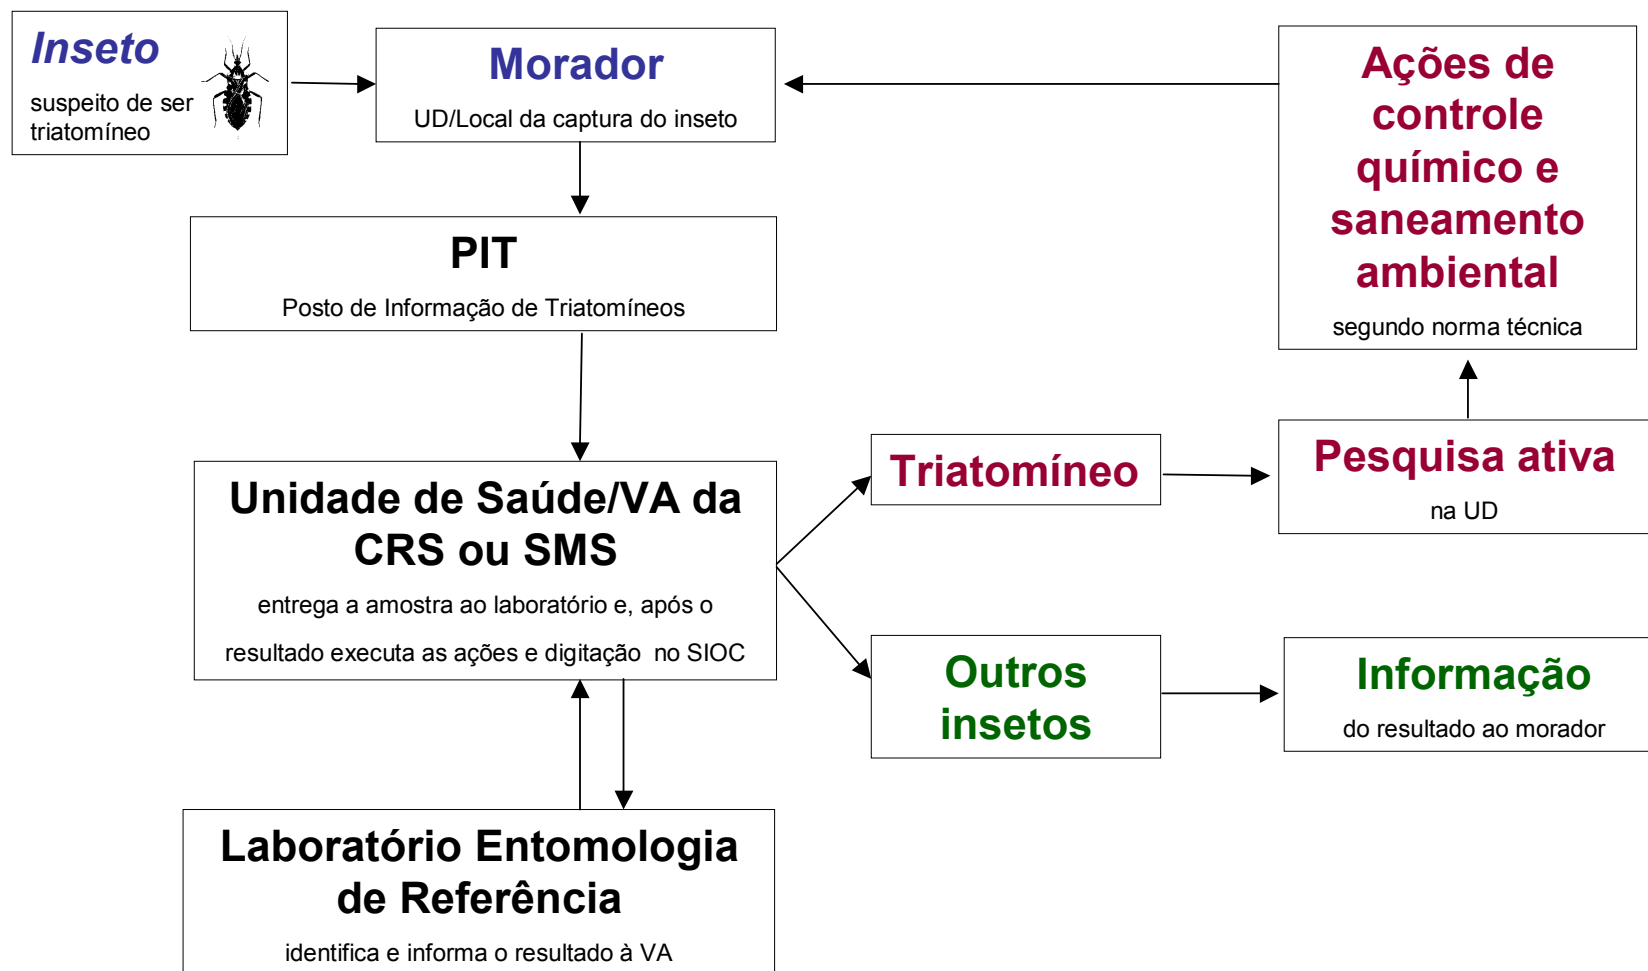 Inseto
suspeito de ser
triatomíneo
Morador
UD/Local da captura do inseto
Ações de
controle
químico e
saneamento
ambiental
segundo norma técnica
PIT
Posto de Informação de Triatomíneos
Unidade de Saúde/VA da
CRS ou SMS
entrega a amostra ao laboratório e, após o
resultado executa as ações e digitação no SIOC
Triatomíneo
Pesquisa ativa
na UD
Outros
insetos
Informação
do resultado ao morador
Laboratório Entomologia
de Referência
identifica e informa o resultado à VA